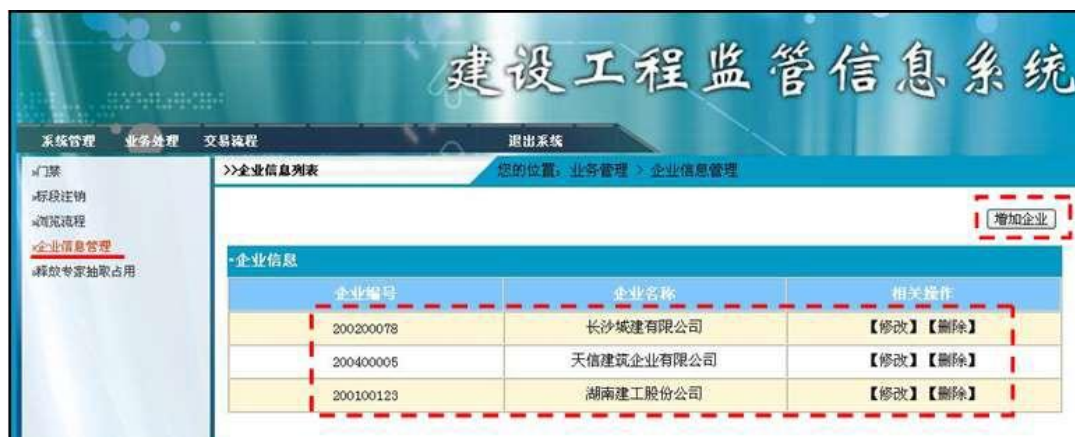 建设工程监管信息系统
系统管理 业务处理 交易流程 退出系统
»门禁
»标段注销
»浏览流程
»企业信息管理
»释放专家抽取占用
>>企业信息列表 您的位置：业务管理 > 企业信息管理
增加企业
·企业信息
企业编号 企业名称 相关操作
200200078 长沙城建有限公司 【修改】【删除】
200400005 天信建筑企业有限公司 【修改】【删除】
200100123 湖南建工股份公司 【修改】【删除】